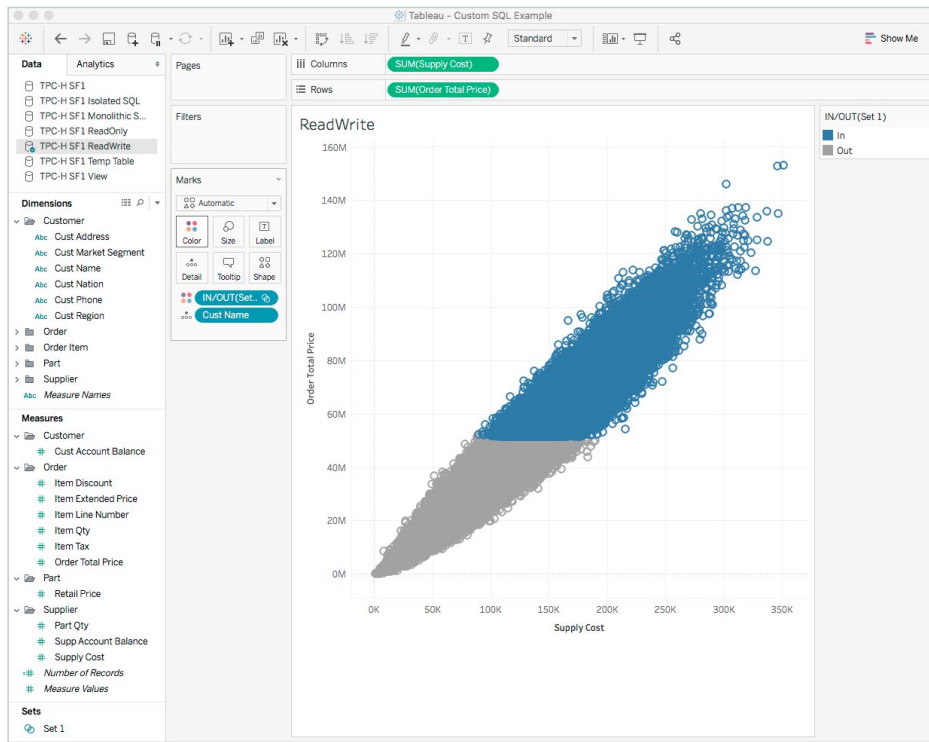 Tableau - Custom SQL Example
Standard
Show Me
Data
Analytics
TPC-H SF1
TPC-H SF1 Isolated SQL
TPC-H SF1 Monolithic S...
TPC-H SF1 ReadOnly
TPC-H SF1 ReadWrite
TPC-H SF1 Temp Table
TPC-H SF1 View
Dimensions
Customer
Abc Cust Address
Abc Cust Market Segment
Abc Cust Name
Abc Cust Nation
Abc Cust Phone
Abc Cust Region
Order
Order Item
Part
Supplier
Abc Measure Names
Measures
Customer
# Cust Account Balance
Order
# Item Discount
# Item Extended Price
# Item Line Number
# Item Qty
# Item Tax
# Order Total Price
Part
# Retail Price
Supplier
# Part Qty
# Supp Account Balance
# Supply Cost
=# Number of Records
# Measure Values
Sets
Set 1
Pages
Filters
Marks
Automatic
Color
Size
Label
Detail
Tooltip
Shape
IN/OUT(Set..
Cust Name
Columns
SUM(Supply Cost)
Rows
SUM(Order Total Price)
ReadWrite
160M
140M
120M
100M
80M
60M
40M
20M
0M
Order Total Price
0K
50K
100K
150K
200K
250K
300K
350K
Supply Cost
IN/OUT(Set 1)
In
Out